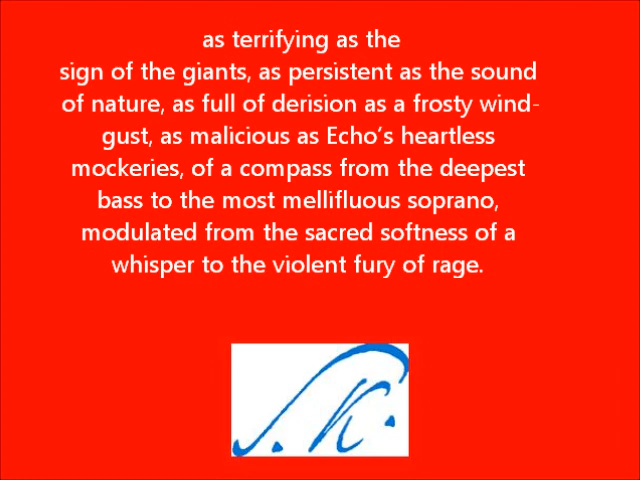 as terrifying as the
sign of the giants, as persistent as the sound
of nature, as full of derision as a frosty wind-
gust, as malicious as Echo's heartless
mockeries, of a compass from the deepest
bass to the most mellifluous soprano,
modulated from the sacred softness of a
whisper to the violent fury of rage.
S. K.